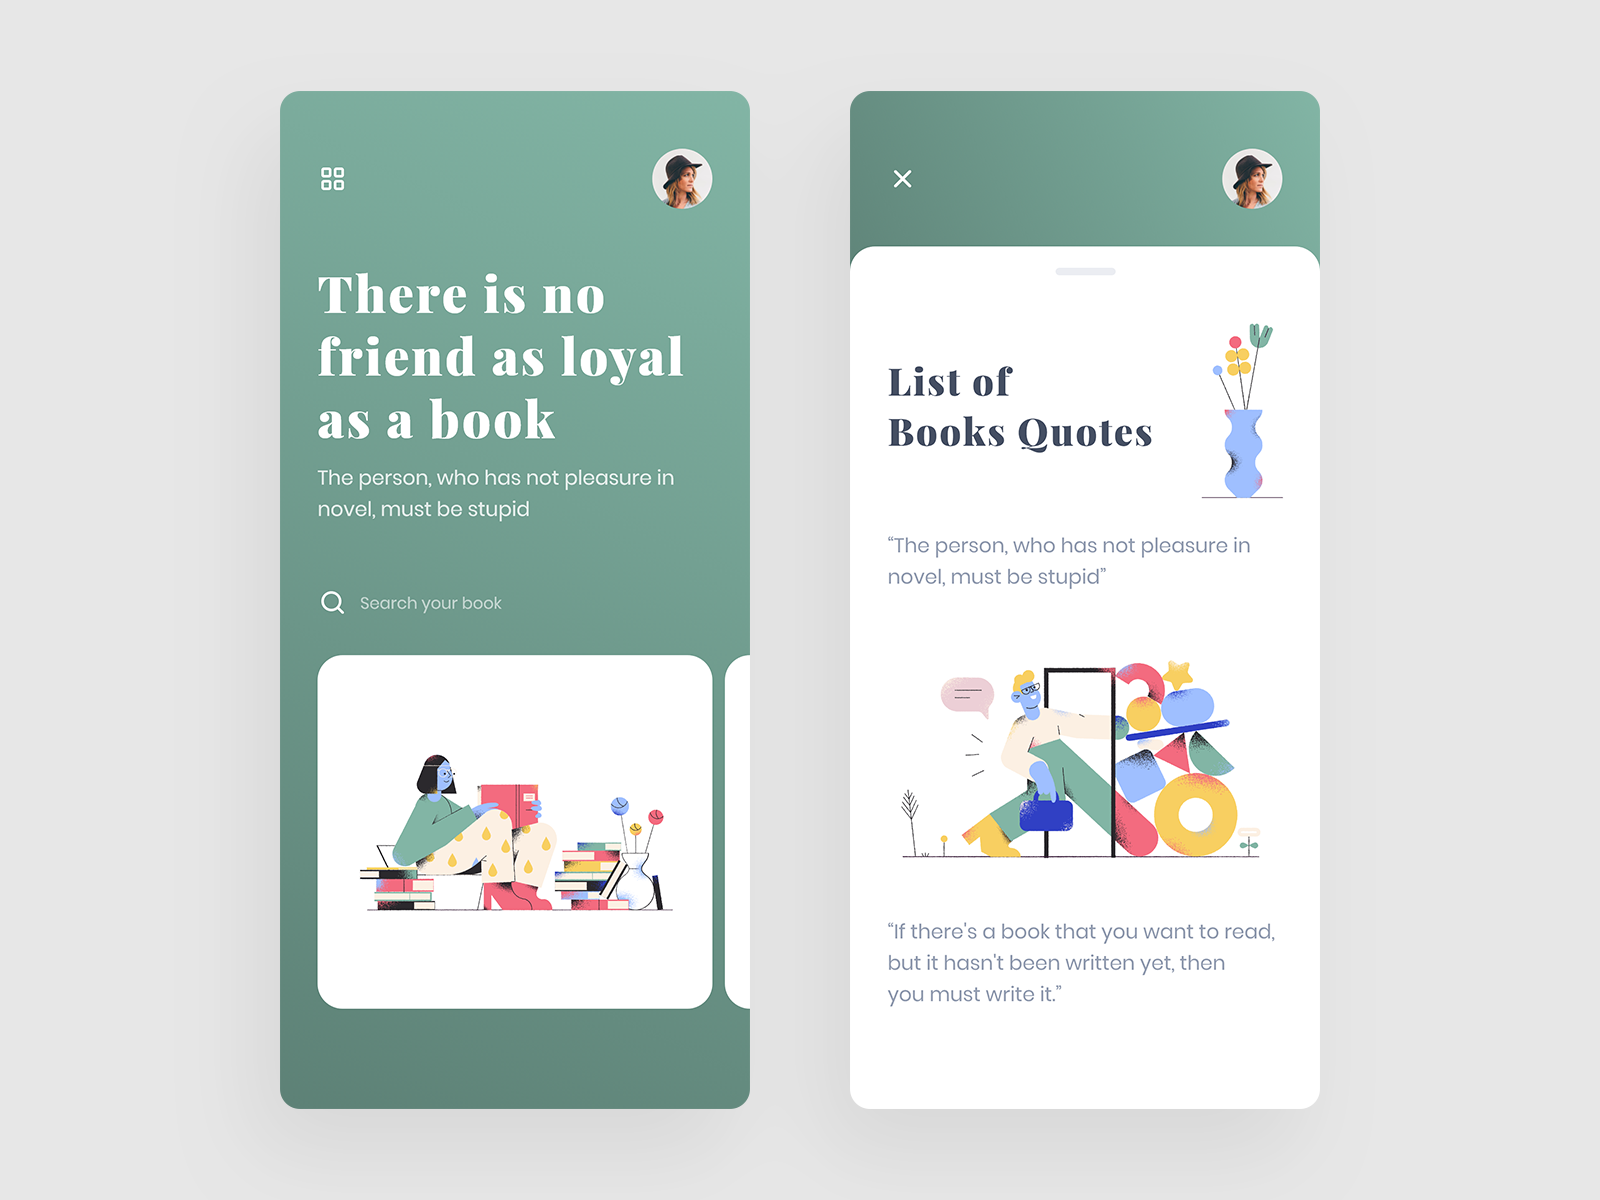 There is no
friend as loyal
as a book
The person, who has not pleasure in
novel, must be stupid
Search your book
List of
Books Quotes
“The person, who has not pleasure in
novel, must be stupid”
“If there's a book that you want to read,
but it hasn't been written yet, then
you must write it.”